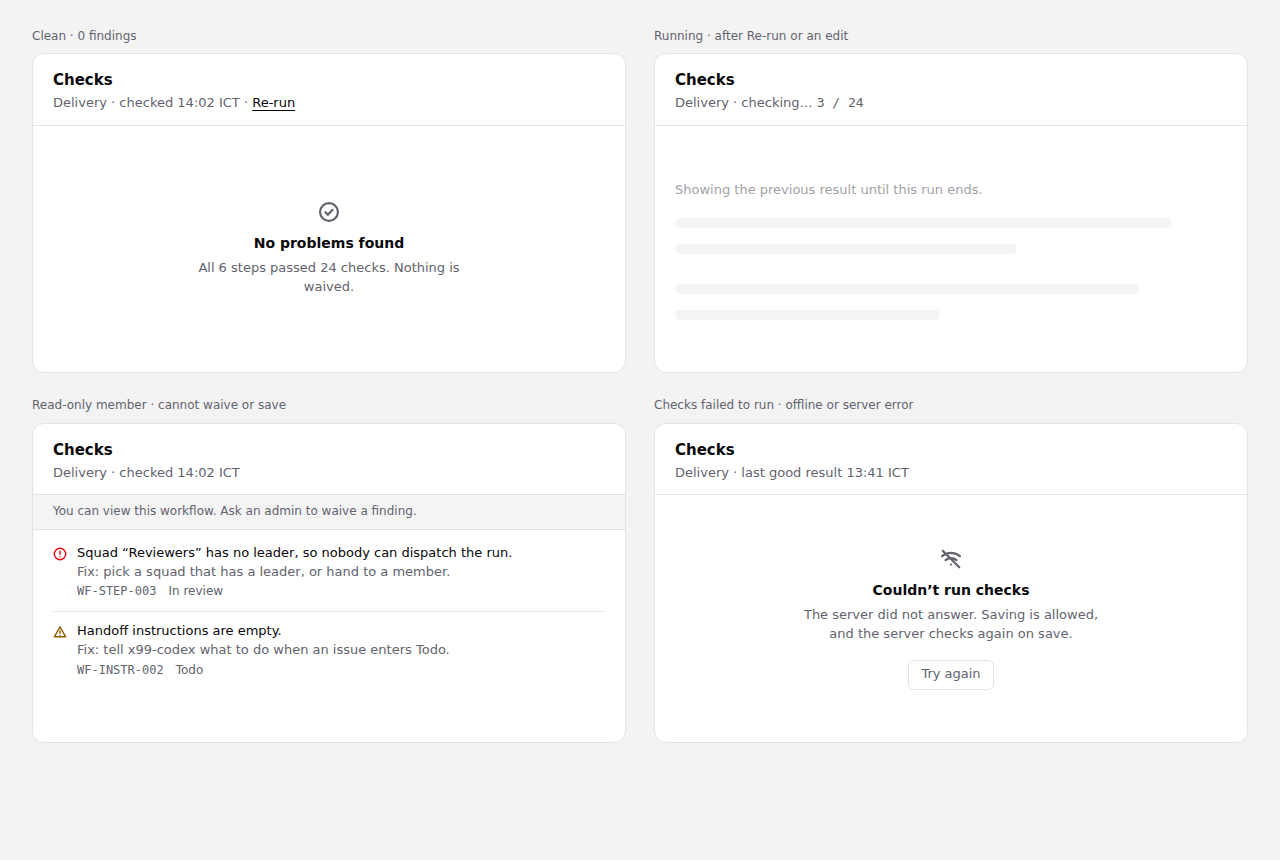 Clean · 0 findings
Checks
Delivery · checked 14:02 ICT · Re-run
No problems found
All 6 steps passed 24 checks. Nothing is
waived.
Running · after Re-run or an edit
Checks
Delivery · checking… 3 / 24
Showing the previous result until this run ends.
Read-only member · cannot waive or save
Checks
Delivery · checked 14:02 ICT
You can view this workflow. Ask an admin to waive a finding.
Squad “Reviewers” has no leader, so nobody can dispatch the run.
Fix: pick a squad that has a leader, or hand to a member.
WF-STEP-003 In review
Handoff instructions are empty.
Fix: tell x99-codex what to do when an issue enters Todo.
WF-INSTR-002 Todo
Checks failed to run · offline or server error
Checks
Delivery · last good result 13:41 ICT
Couldn’t run checks
The server did not answer. Saving is allowed,
and the server checks again on save.
Try again